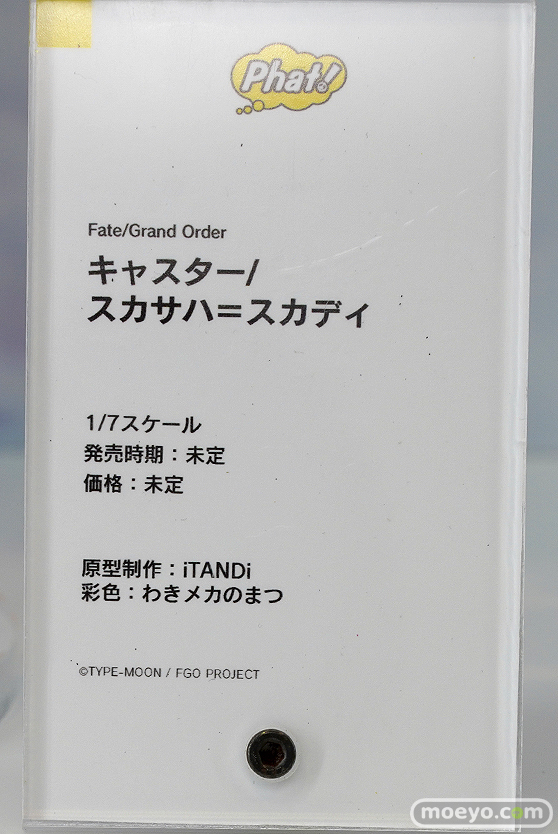 Phat!
Fate/Grand Order
キャスター/
スカサハ＝スカディ
1/7スケール
発売時期：未定
価格：未定
原型制作：iTANDi
彩色：わきメカのまつ
©TYPE-MOON / FGO PROJECT
moeyo.com